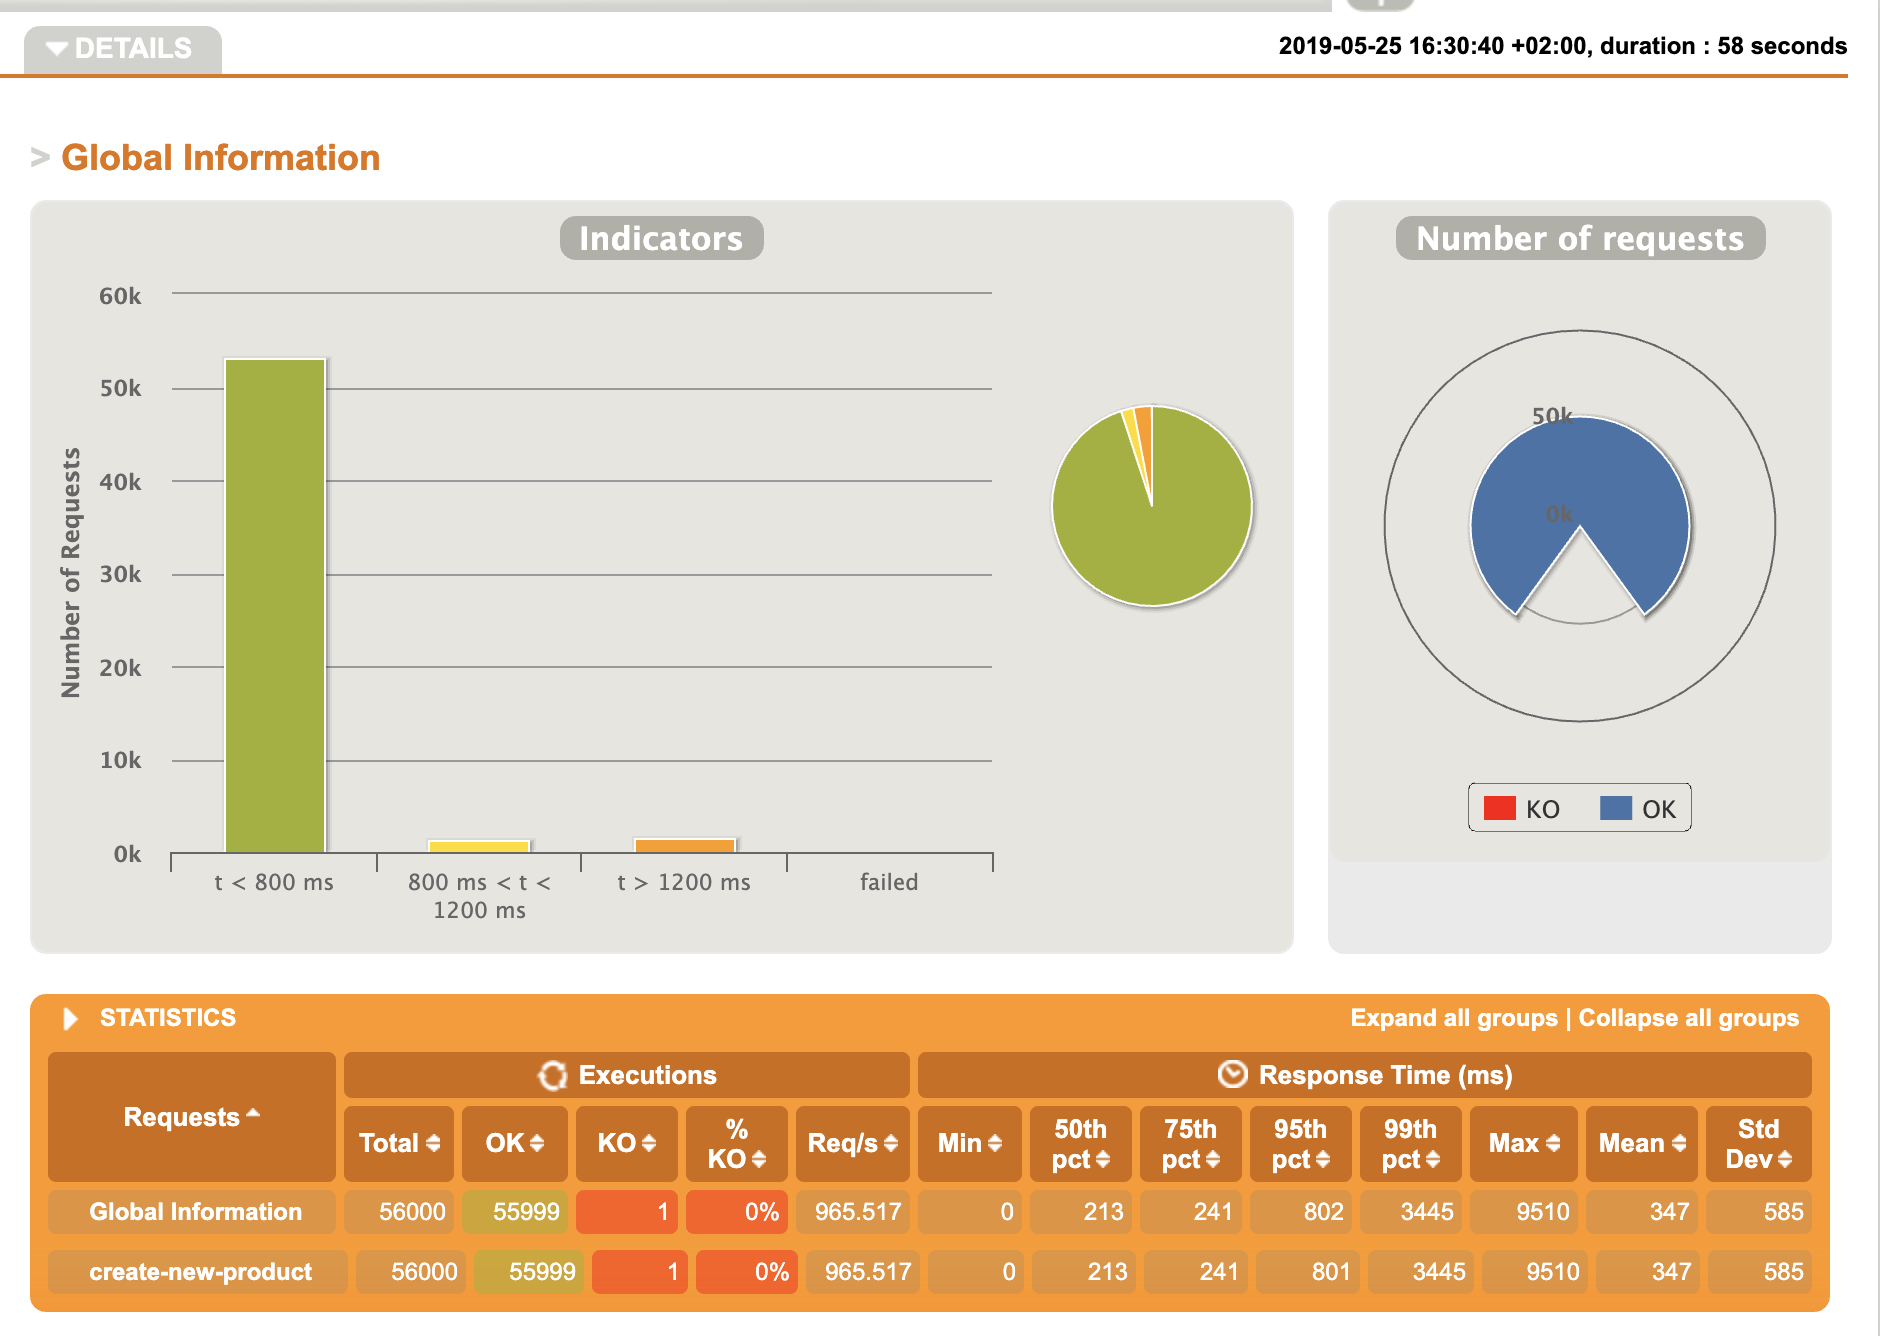 DETAILS
2019-05-25 16:30:40 +02:00, duration : 58 seconds
> Global Information
Indicators
Number of Requests
60k
50k
40k
30k
20k
10k
0k
t < 800 ms
800 ms < t <
1200 ms
t > 1200 ms
failed
Number of requests
50k
0k
KO OK
STATISTICS
Expand all groups | Collapse all groups
Requests
Executions
Response Time (ms)
Total OK KO % KO Req/s Min 50th pct 75th pct 95th pct 99th pct Max Mean Std Dev
Global Information 56000 55999 1 0% 965.517 0 213 241 802 3445 9510 347 585
create-new-product 56000 55999 1 0% 965.517 0 213 241 801 3445 9510 347 585